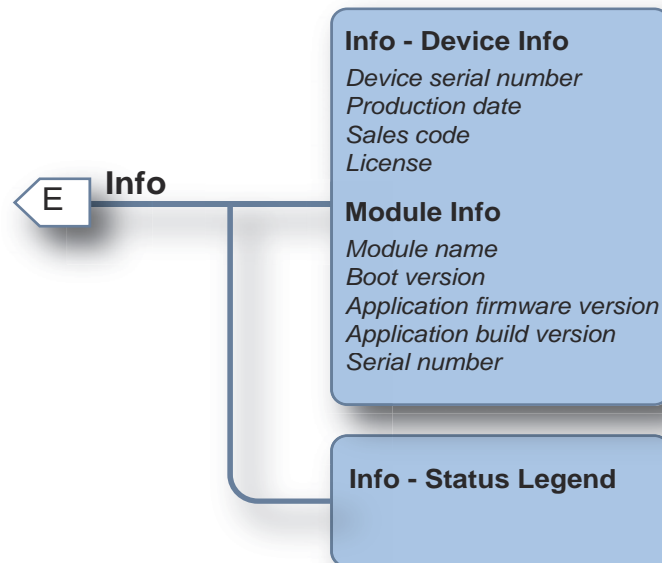 E
Info
Info - Device Info
Device serial number
Production date
Sales code
License
Module Info
Module name
Boot version
Application firmware version
Application build version
Serial number
Info - Status Legend